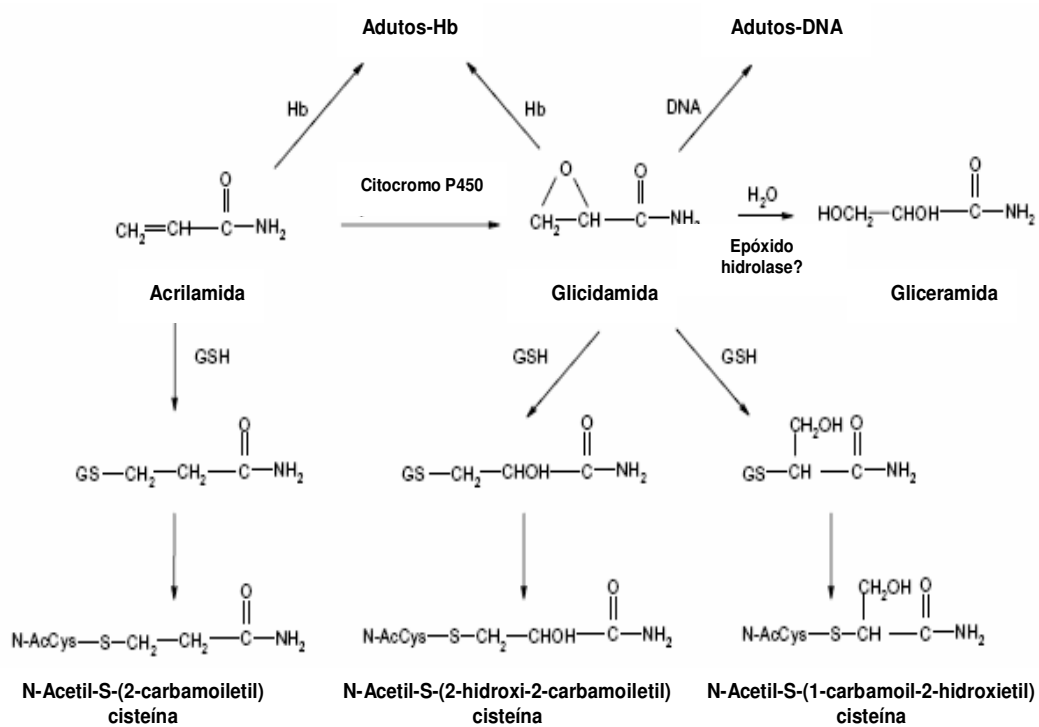 Adutos-Hb
Adutos-DNA
Hb
Hb
DNA
Citocromo P450
O
CH2=CH—C—NH2
O
O
CH2—CH—C—NH
H2O
Epóxido
hidrolase?
HOCH2—CHOH—C—NH2
O
Acrilamida
Glicidamida
Gliceramida
GSH
GSH
GSH
O
GS—CH2—CH2—C—NH2
O
GS—CH2—CHOH—C—NH2
CH2OH O
GS—CH—C—NH2
O
N-AcCys—S—CH2—CH2—C—NH2
O
N-AcCys—S—CH2—CHOH—C—NH2
CH2OH O
N-AcCys—S—CH—C—NH2
N-Acetil-S-(2-carbamoiletil)
cisteína
N-Acetil-S-(2-hidroxi-2-carbamoiletil)
cisteína
N-Acetil-S-(1-carbamoil-2-hidroxietil)
cisteína